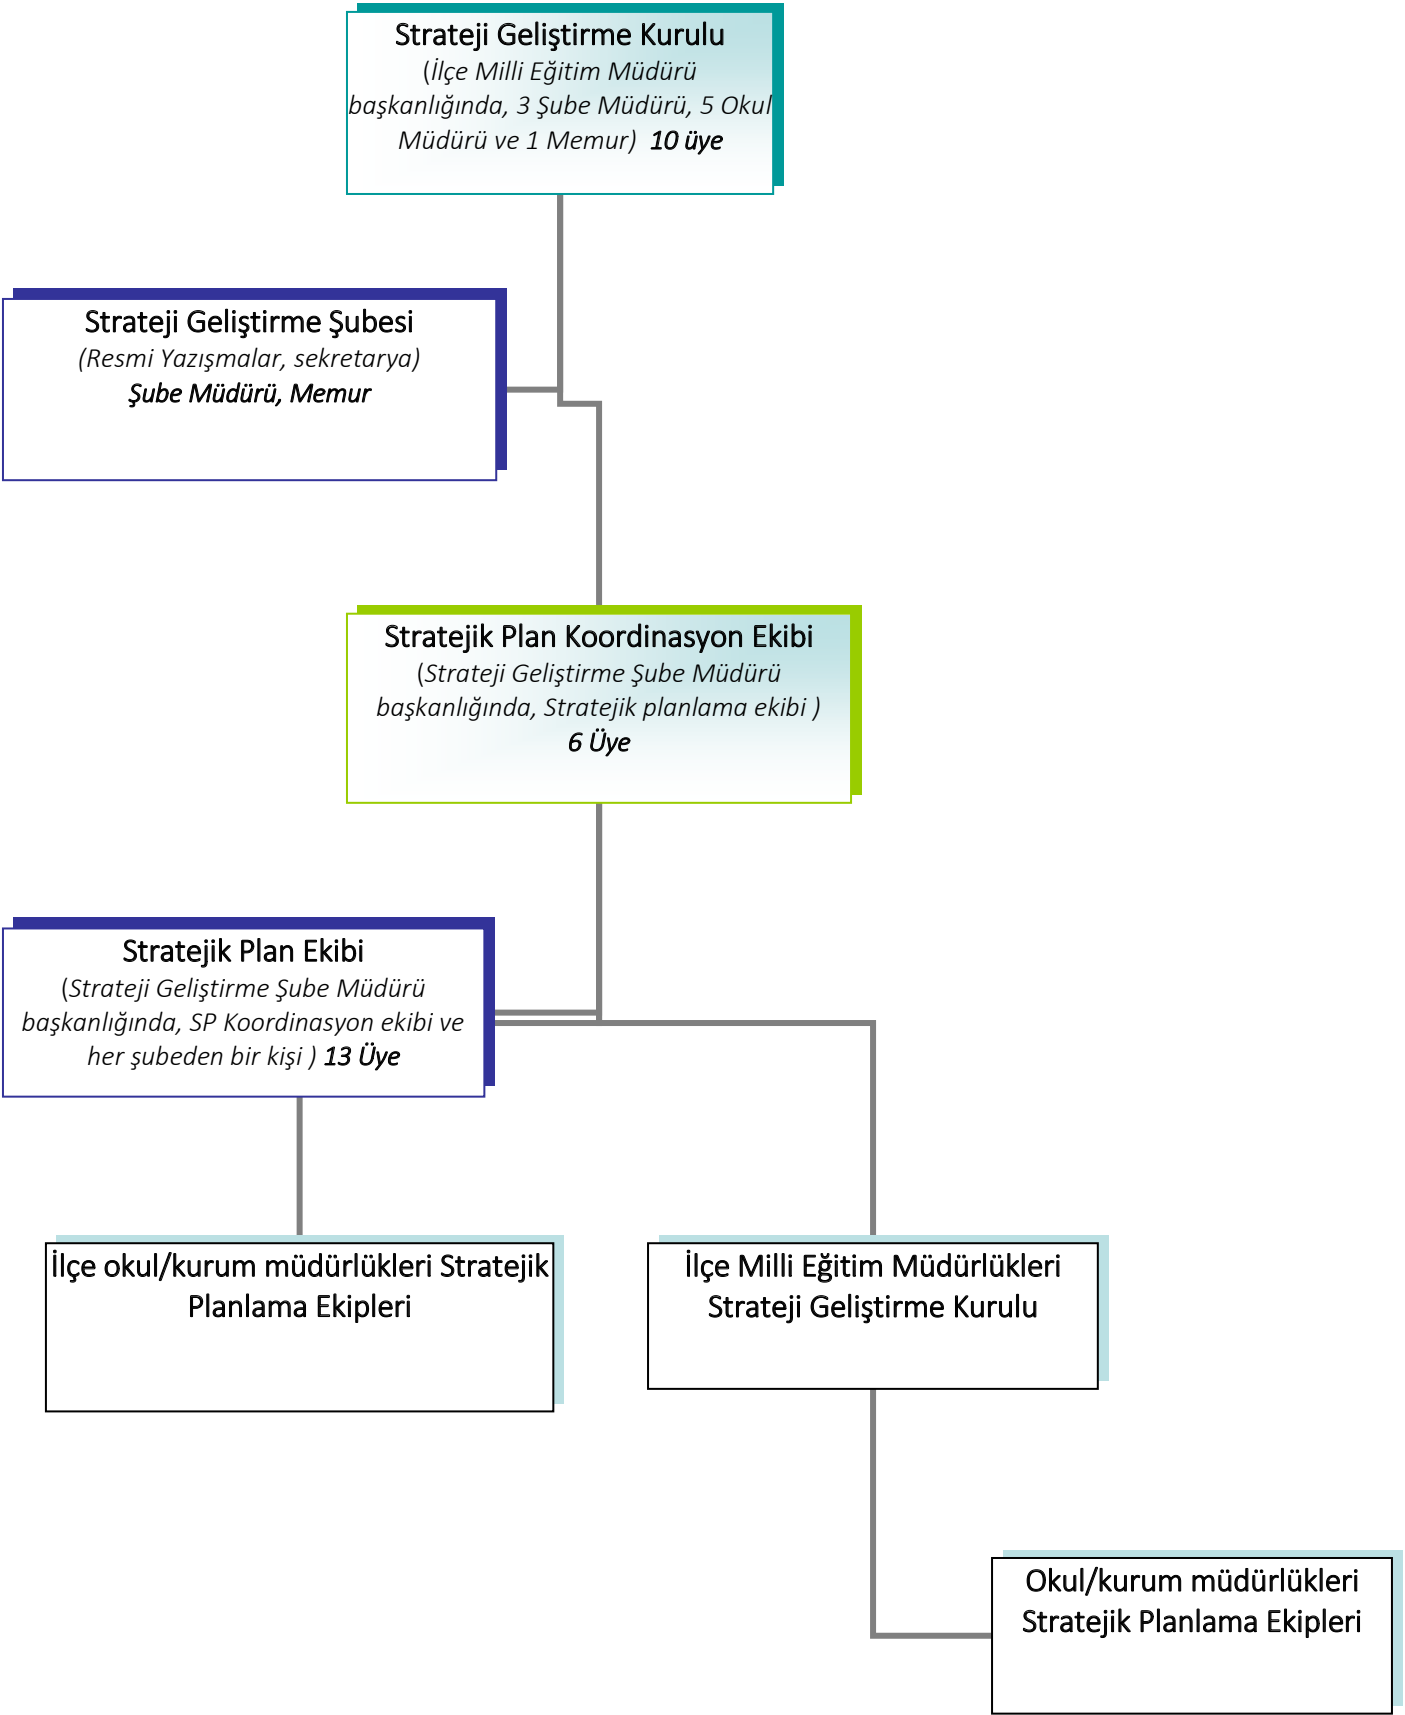 Strateji Geliştirme Kurulu
(İlçe Milli Eğitim Müdürü
başkanlığında, 3 Şube Müdürü, 5 Okul
Müdürü ve 1 Memur) 10 üye
Strateji Geliştirme Şubesi
(Resmi Yazışmalar, sekretarya)
Şube Müdürü, Memur
Stratejik Plan Koordinasyon Ekibi
(Strateji Geliştirme Şube Müdürü
başkanlığında, Stratejik planlama ekibi )
6 Üye
Stratejik Plan Ekibi
(Strateji Geliştirme Şube Müdürü
başkanlığında, SP Koordinasyon ekibi ve
her şubeden bir kişi ) 13 Üye
İlçe okul/kurum müdürlükleri Stratejik
Planlama Ekipleri
İlçe Milli Eğitim Müdürlükleri
Strateji Geliştirme Kurulu
Okul/kurum müdürlükleri
Stratejik Planlama Ekipleri